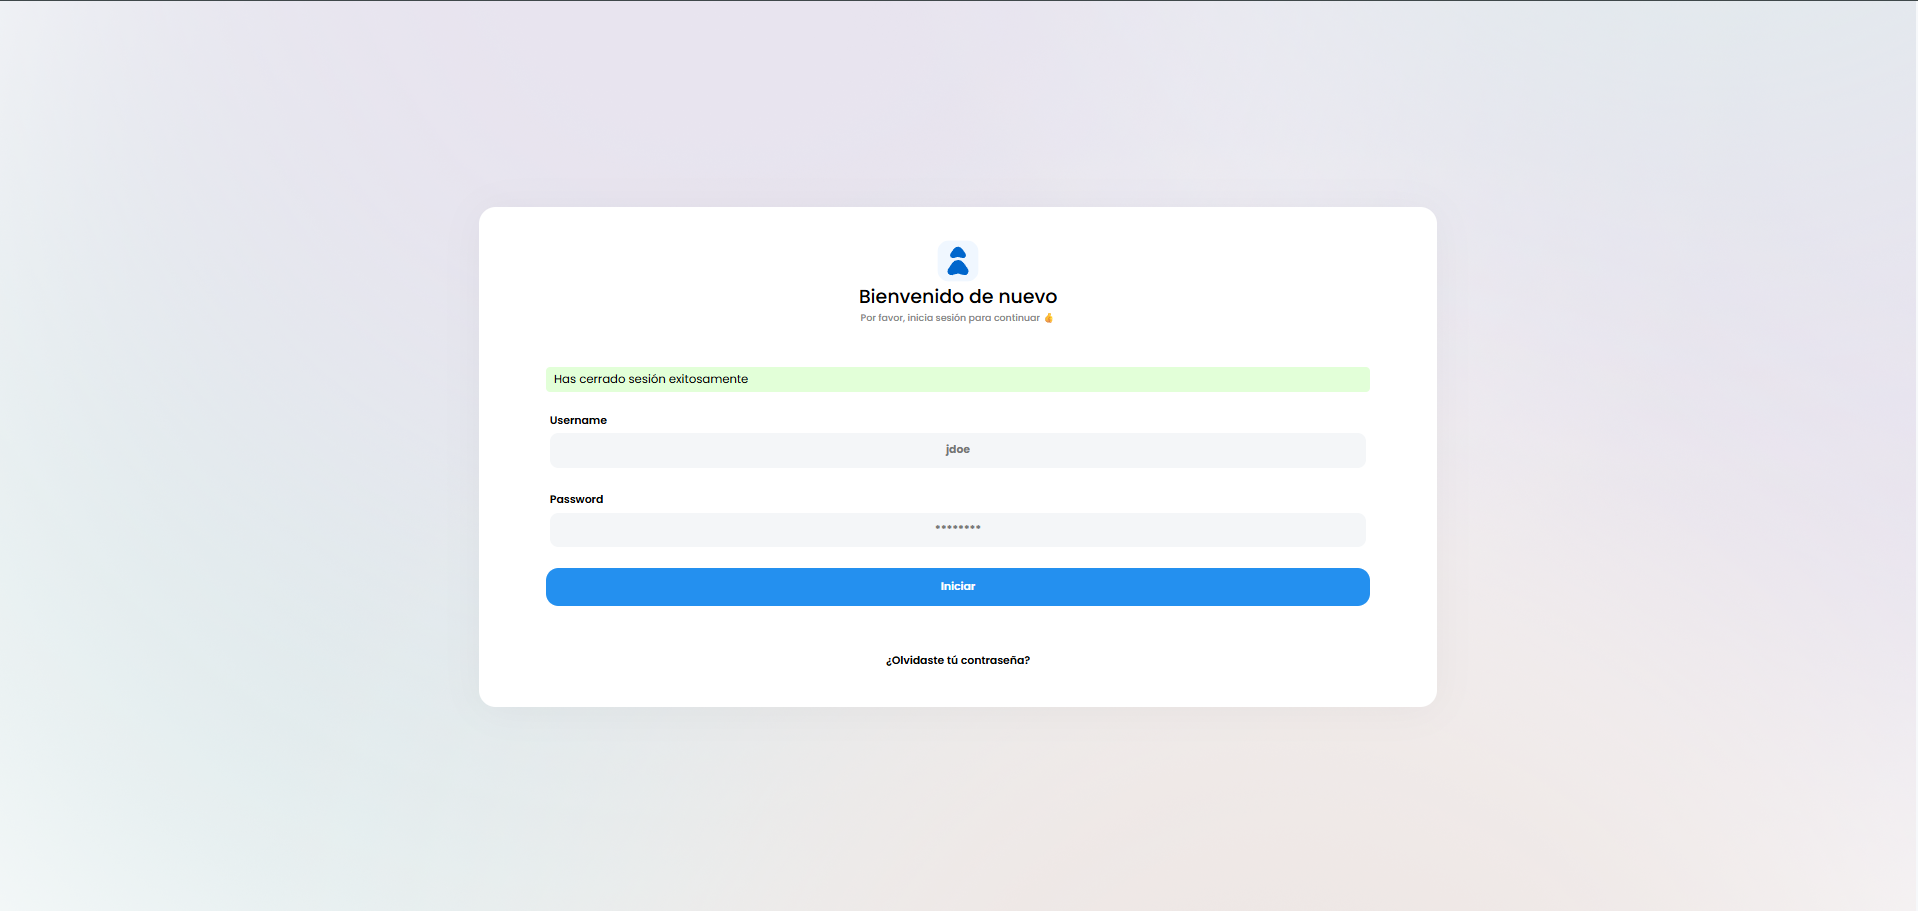 Bienvenido de nuevo
Por favor, inicia sesión para continuar
Has cerrado sesión exitosamente
Username
jdoe
Password
********
Iniciar
¿Olvidaste tú contraseña?